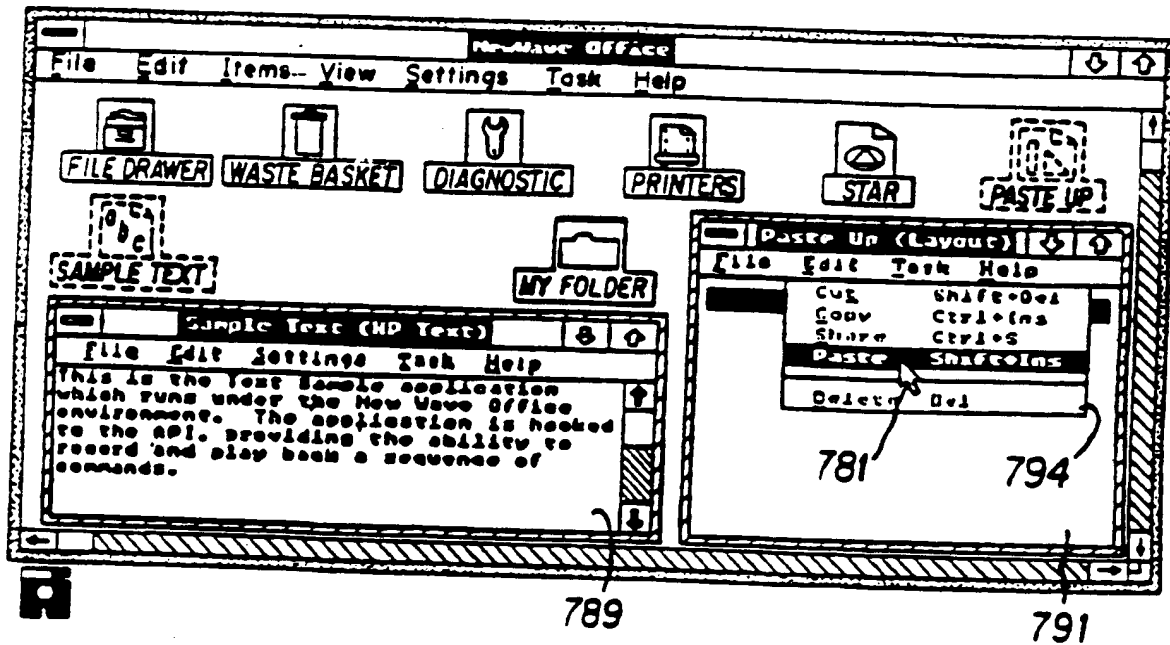 NewWave Office
File Edit Items View Settings Task Help
FILE DRAWER WASTE BASKET DIAGNOSTIC PRINTERS STAR PASTE UP
SAMPLE TEXT
MY FOLDER
Paste Up (Layout)
File Edit Task Help
Cut Shift+Del
Copy Ctrl+Ins
Share Ctrl+S
Paste Shift+Ins
Delete Del
Sample Text (HP Text)
File Edit Settings Task Help
This is the Text Sample application
which runs under the New Wave Office
environment. The application is hooked
to the API, providing the ability to
record and play back a sequence of
commands.
a b c
781
794
789
791